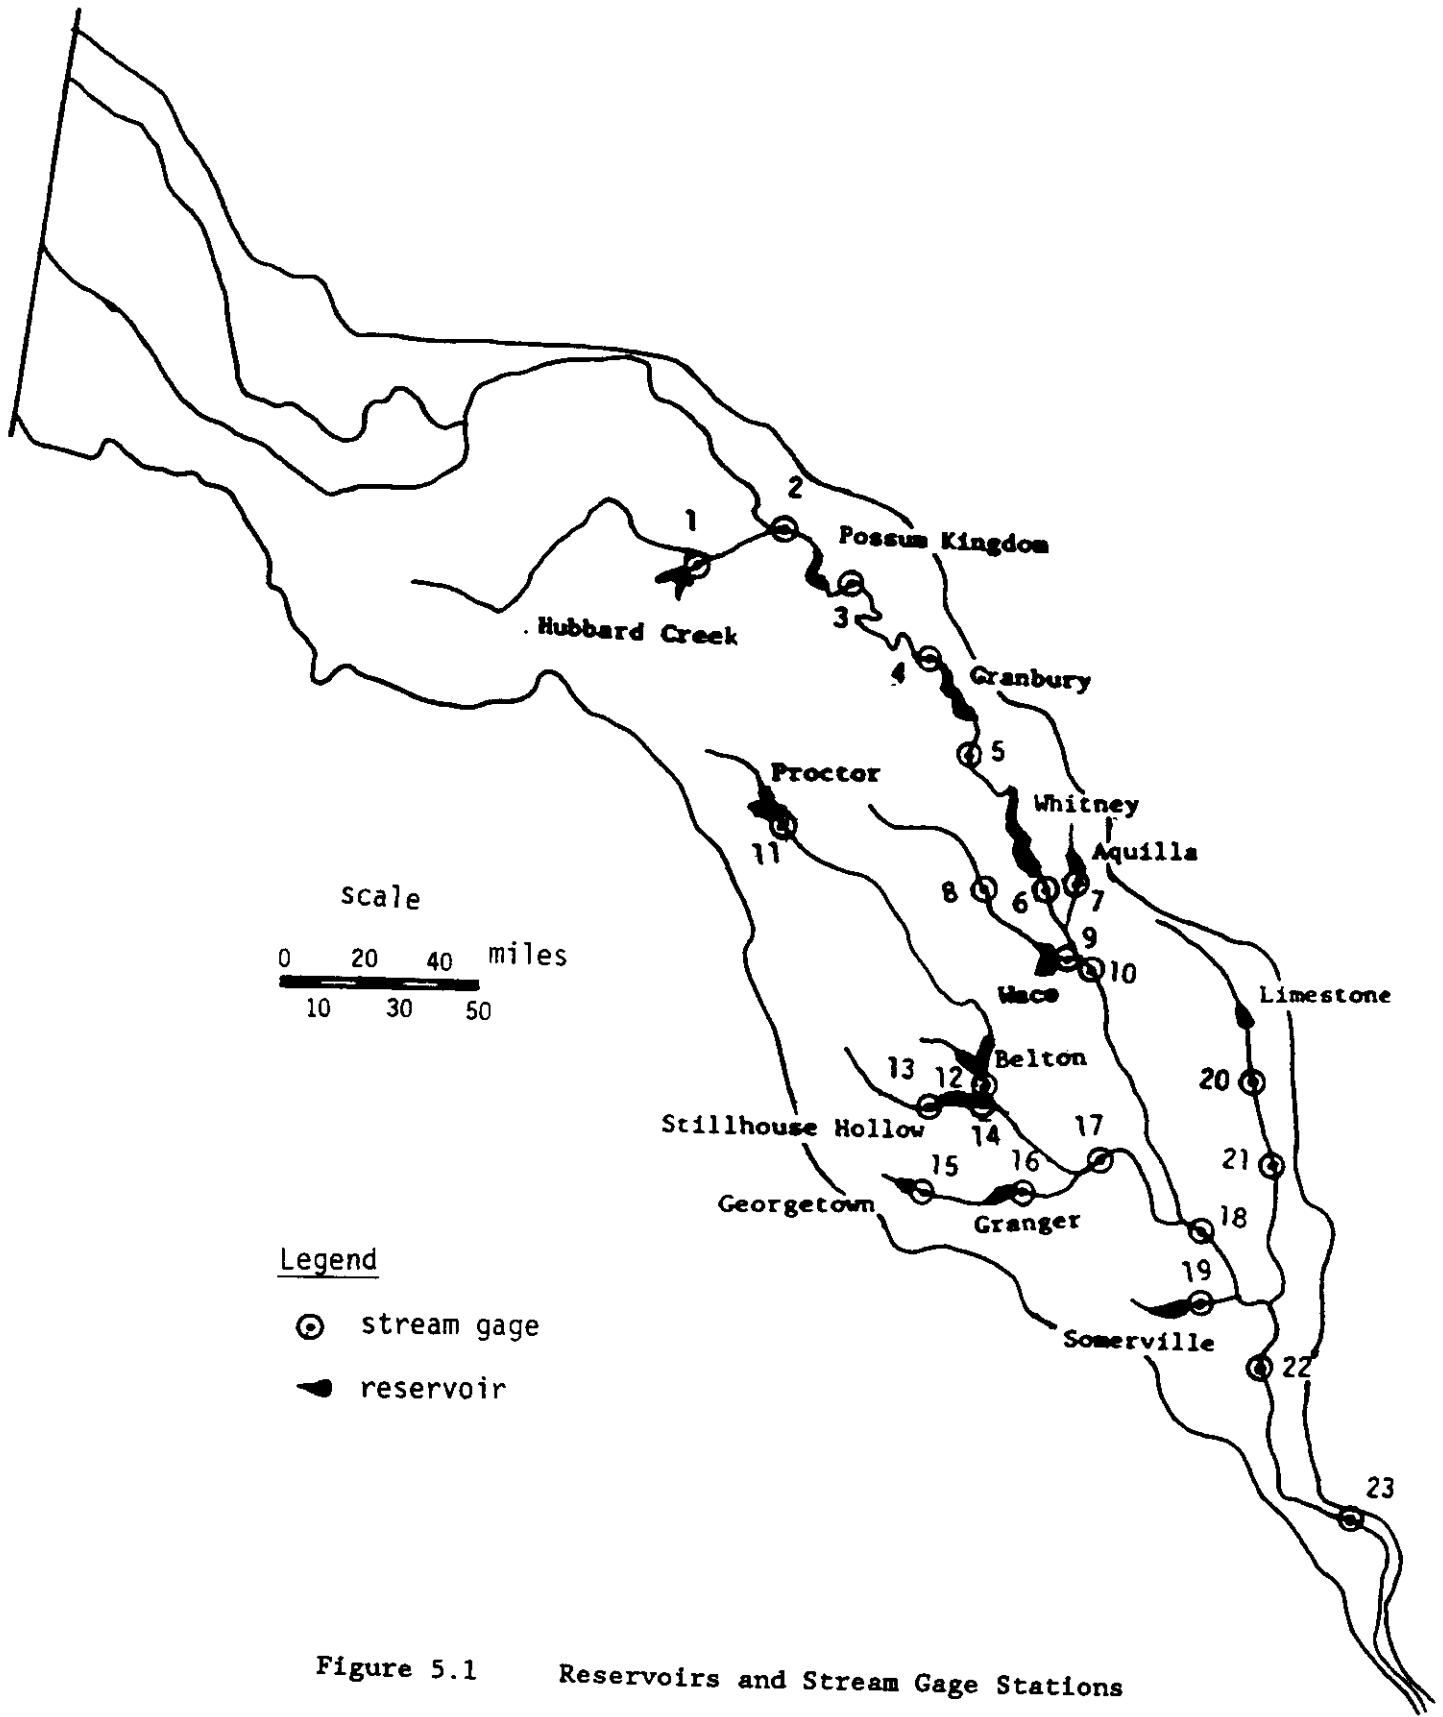 2
1
Possum Kingdom
3
Hubbard Creek
4
Granbury
5
Proctor
Whitney
11
Aquilla
8
6
7
scale
0 20 40 miles
10 30 50
9
10
Waco
Limestone
Belton
13
12
20
Stillhouse Hollow
14
17
15
16
21
Georgetown
Granger
18
Legend
19
stream gage
Somerville
22
reservoir
23
Figure 5.1 Reservoirs and Stream Gage Stations